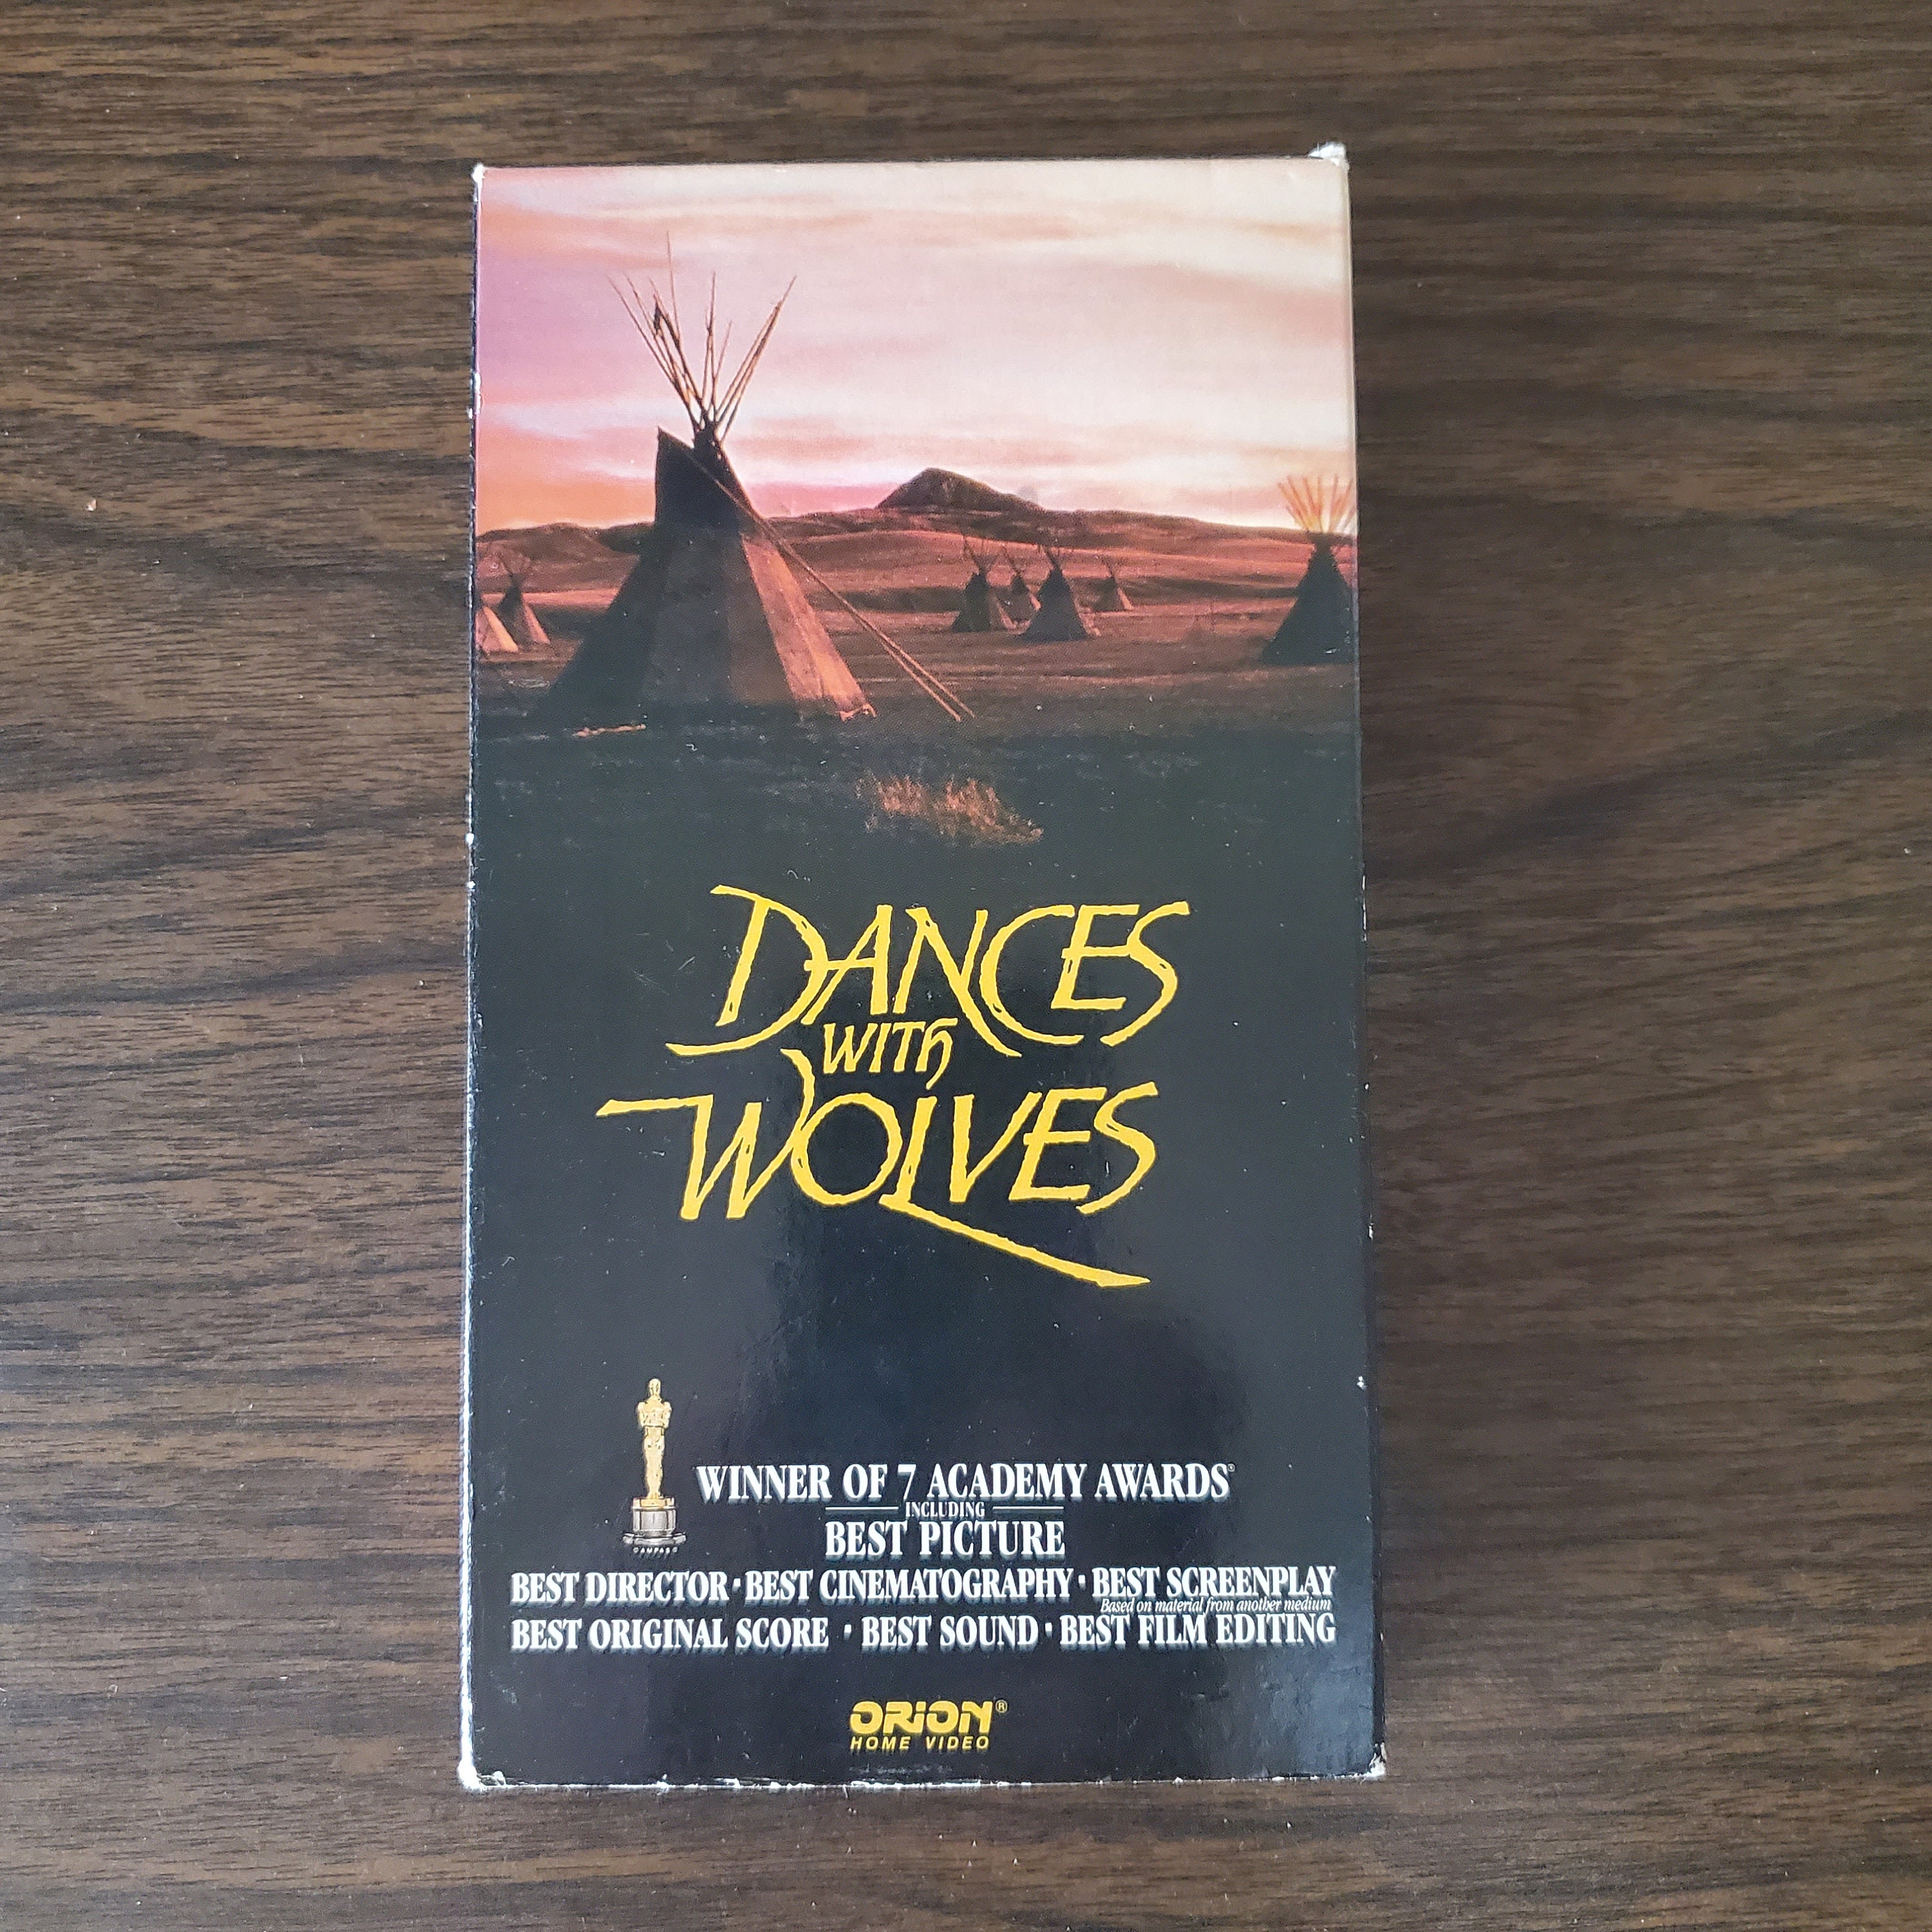 DANCES
WITH
WOLVES
WINNER OF 7 ACADEMY AWARDS®
INCLUDING
BEST PICTURE
BEST DIRECTOR · BEST CINEMATOGRAPHY · BEST SCREENPLAY
Based on material from another medium
BEST ORIGINAL SCORE · BEST SOUND · BEST FILM EDITING
ORION®
HOME VIDEO